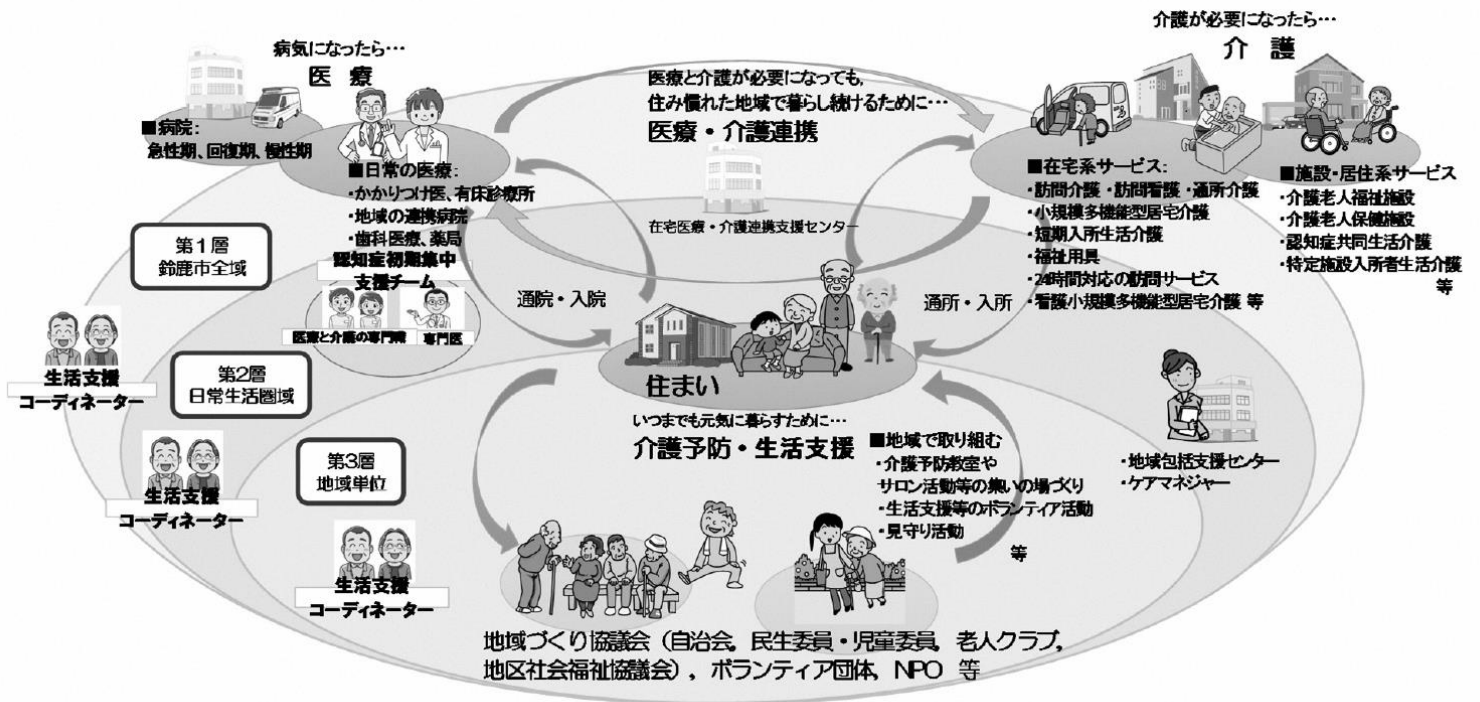 病気になったら…
医 療
■病院:
急性期、回復期、慢性期
■日常の医療:
・かかりつけ医、有床診療所
・地域の連携病院
・歯科医療、薬局
認知症初期集中
支援チーム
医療と介護の専門職
専門医
医療と介護が必要になっても,
住み慣れた地域で暮らし続けるために…
医療・介護連携
在宅医療・介護連携支援センター
介護が必要になったら…
介 護
■在宅系サービス:
・訪問介護・訪問看護・通所介護
・小規模多機能型居宅介護
・短期入所生活介護
・福祉用具
・24時間対応の訪問サービス
・看護小規模多機能型居宅介護 等
■施設・居住系サービス
・介護老人福祉施設
・介護老人保健施設
・認知症共同生活介護
・特定施設入所者生活介護
等
第1層
鈴鹿市全域
生活支援
コーディネーター
第2層
日常生活圏域
生活支援
コーディネーター
第3層
地域単位
生活支援
コーディネーター
通院・入院
通所・入所
住まい
いつまでも元気に暮らすために…
介護予防・生活支援
■地域で取り組む
・介護予防教室や
サロン活動等の集いの場づくり
・生活支援等のボランティア活動
・見守り活動
等
・地域包括支援センター
・ケアマネジャー
地域づくり協議会（自治会，民生委員・児童委員，老人クラブ，
地区社会福祉協議会），ボランティア団体，NPO 等